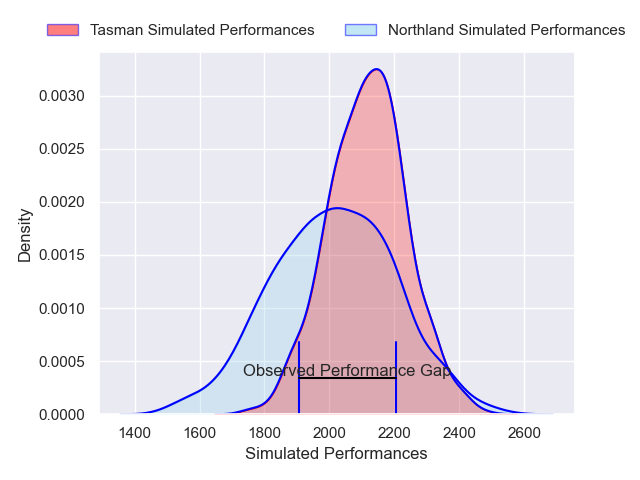 Tasman Simulated Performances Northland Simulated Performances
0.0030
0.0025
0.0020
0.0015
0.0010
0.0005
0.0000
Density
Observed Performance Gap
1400 1600 1800 2000 2200 2400 2600
Simulated Performances